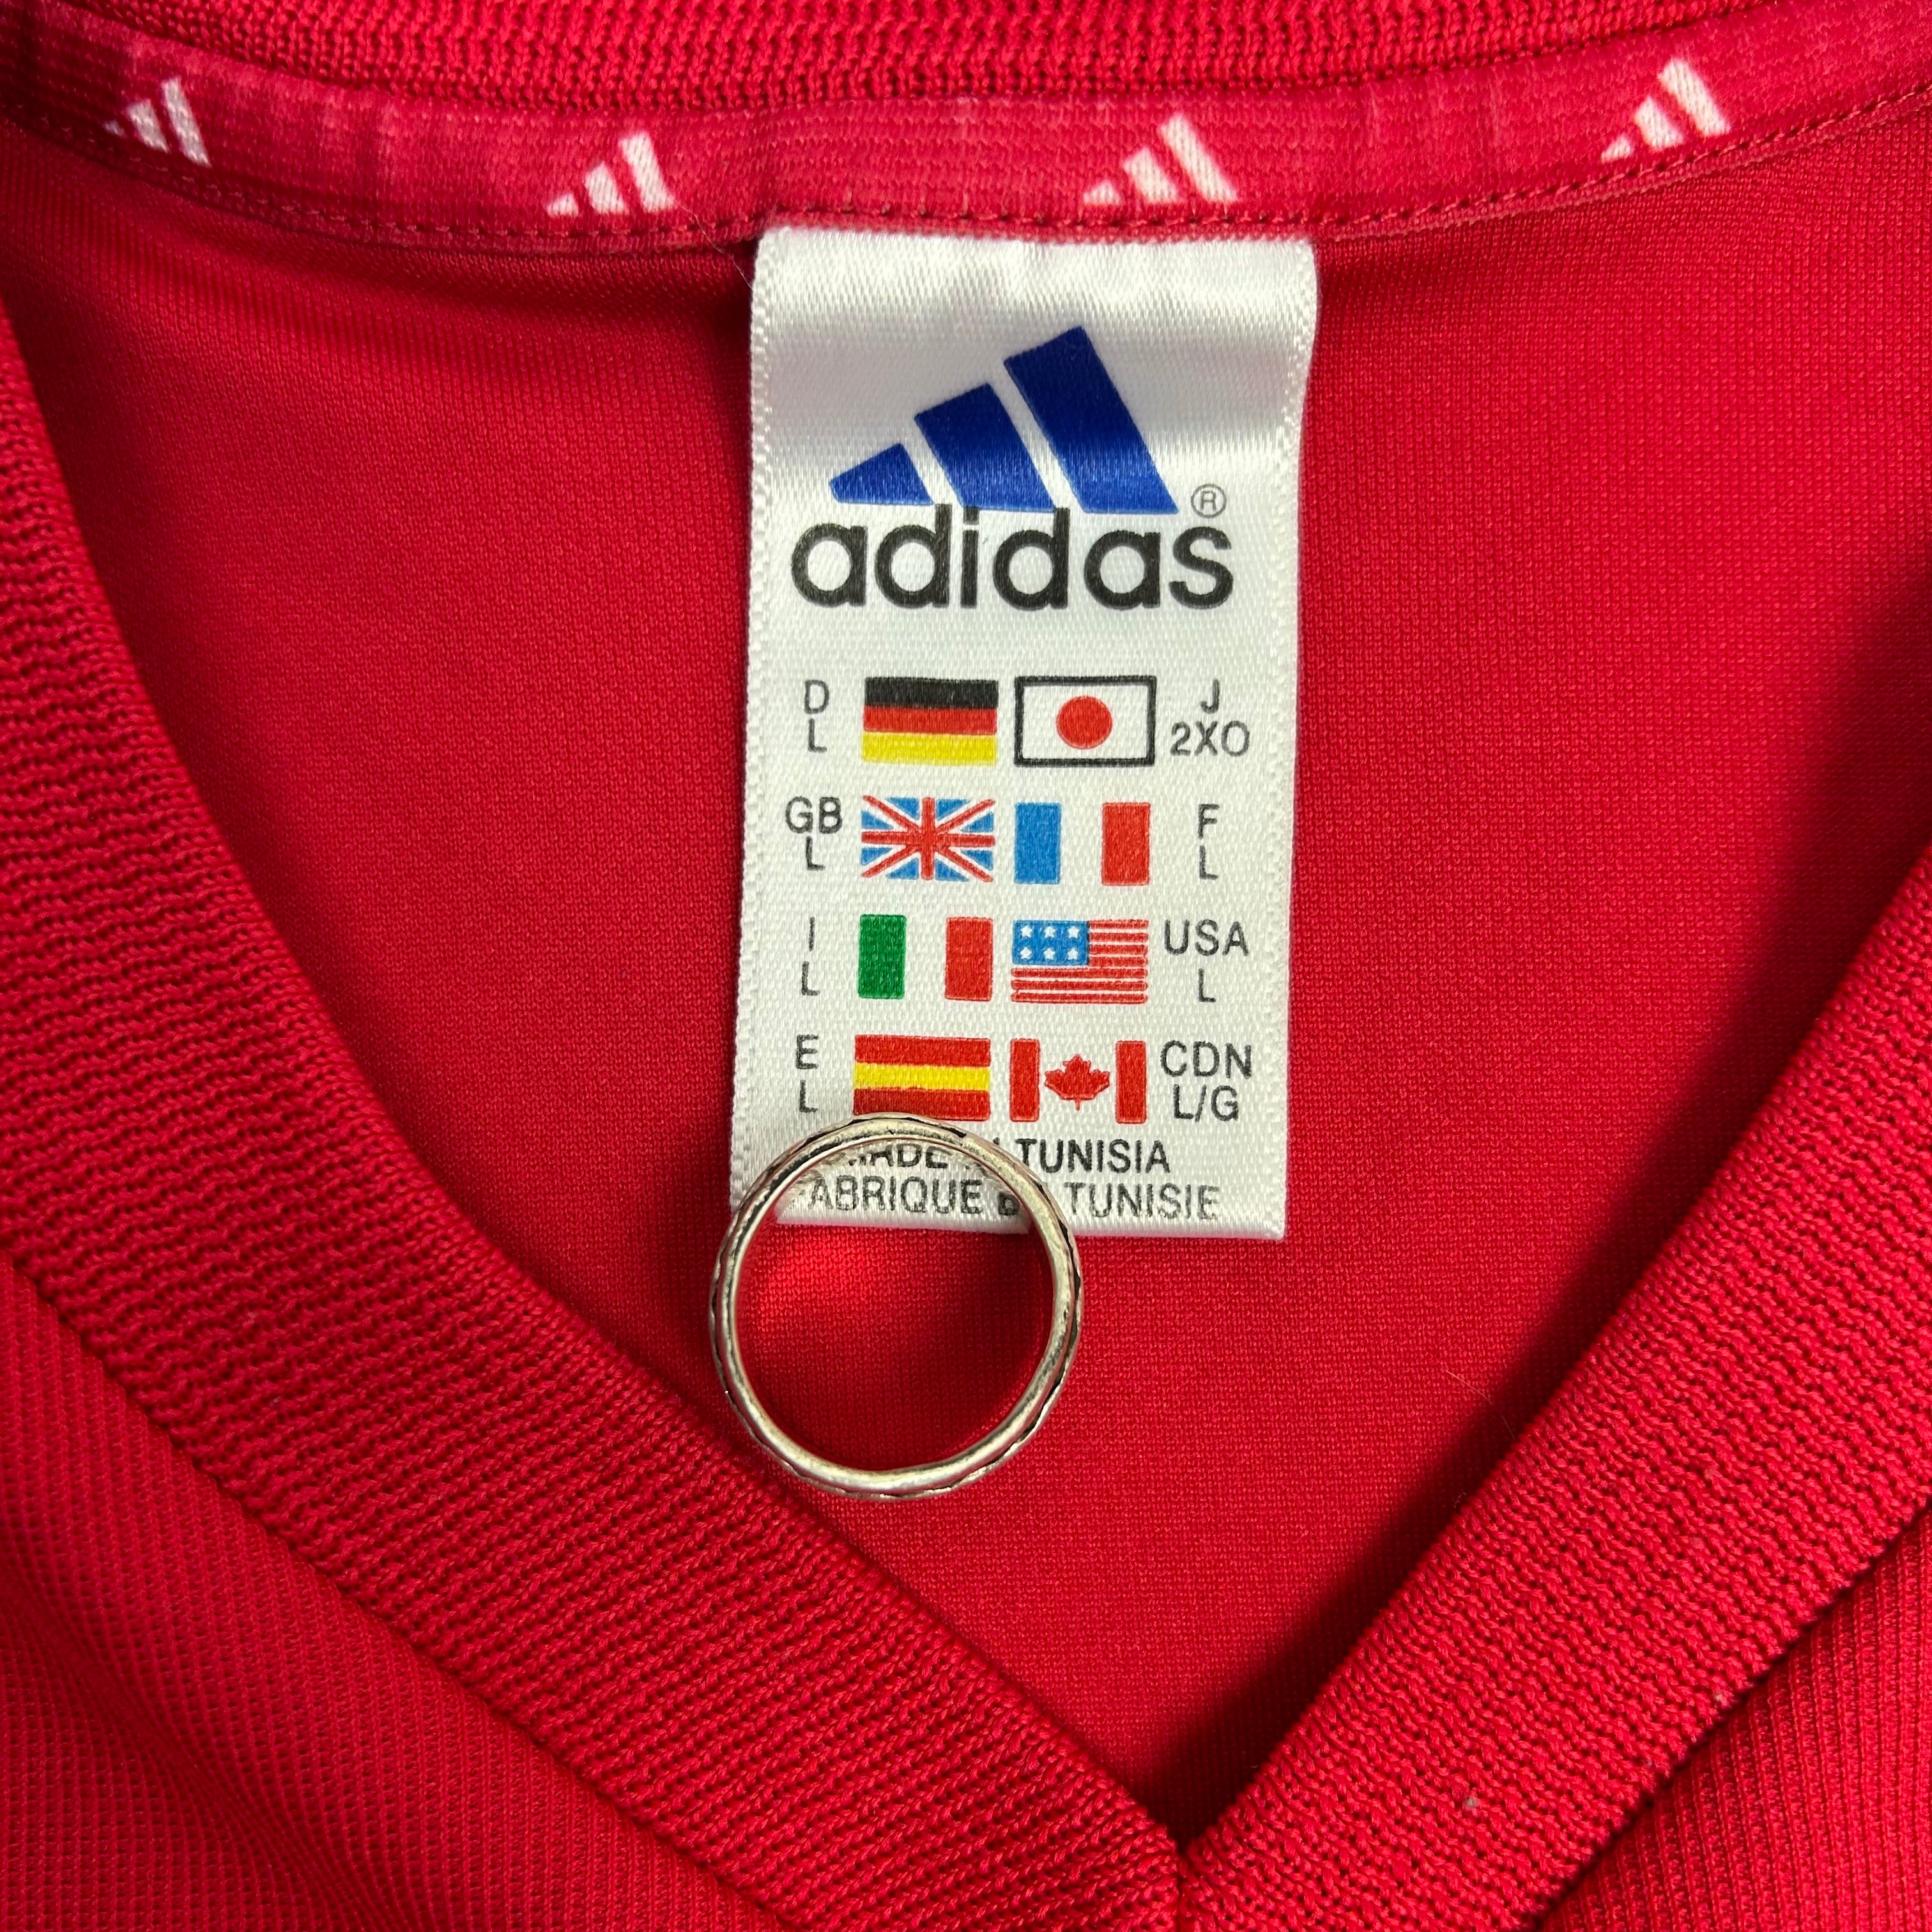 adidas®
D J
L 2XO
GB F
L L
I USA
L L
E CDN
L L/G
TUNISIA
TUNISIE